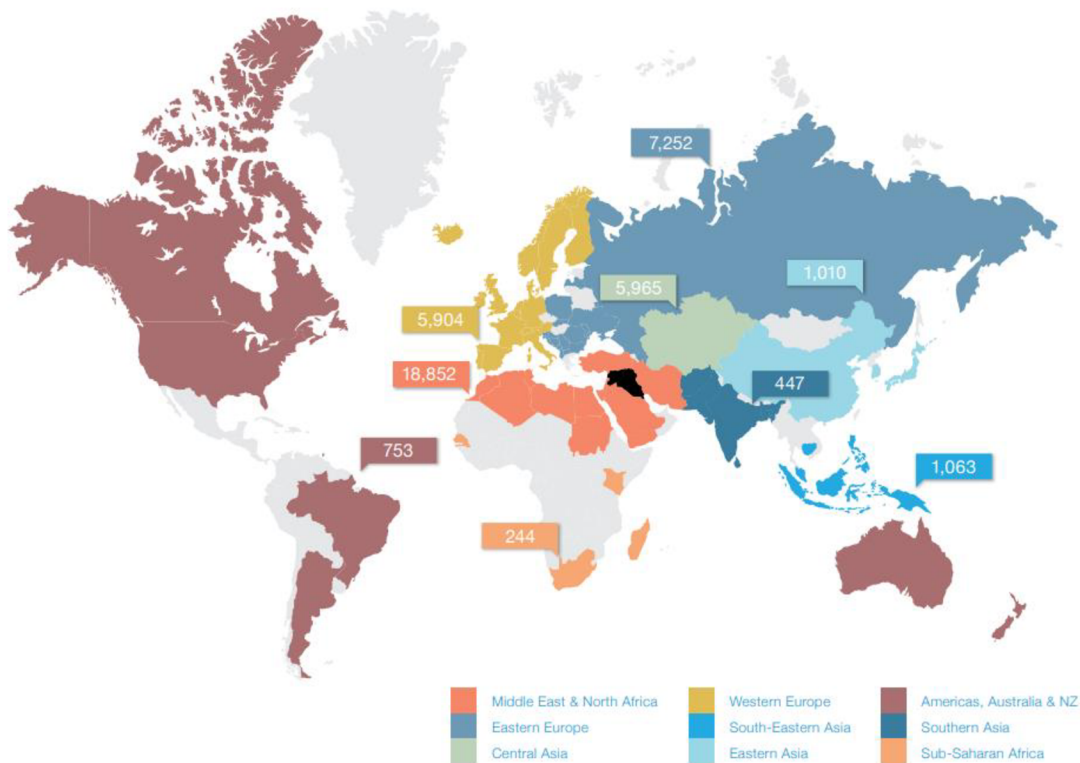 7,252
1,010
5,965
5,904
18,852
447
753
1,063
244
Middle East & North Africa
Western Europe
Americas, Australia & NZ
Eastern Europe
South-Eastern Asia
Southern Asia
Central Asia
Eastern Asia
Sub-Saharan Africa